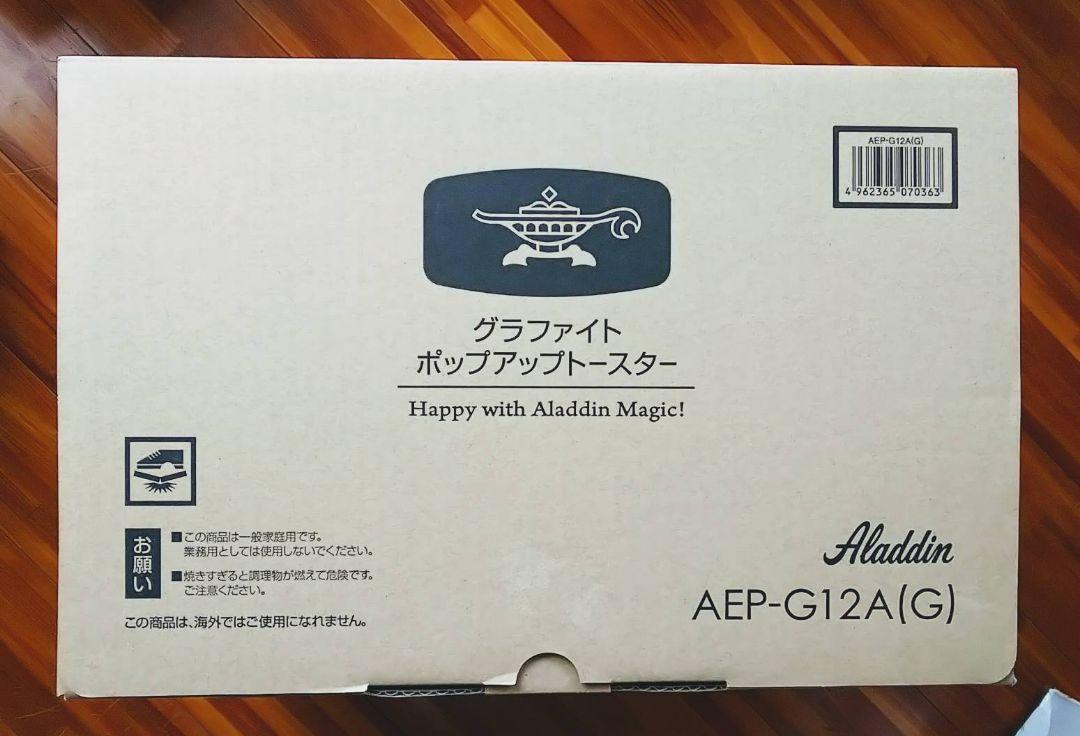 AEP-G12A(G)
4 962365 070363
グラファイト
ポップアップトースター
Happy with Aladdin Magic!
お願い
■この商品は一般家庭用です。
業務用としては使用しないでください。
■焼きすぎると調理物が燃えて危険です。
ご注意ください。
この商品は、海外ではご使用になれません。
Aladdin
AEP-G12A(G)